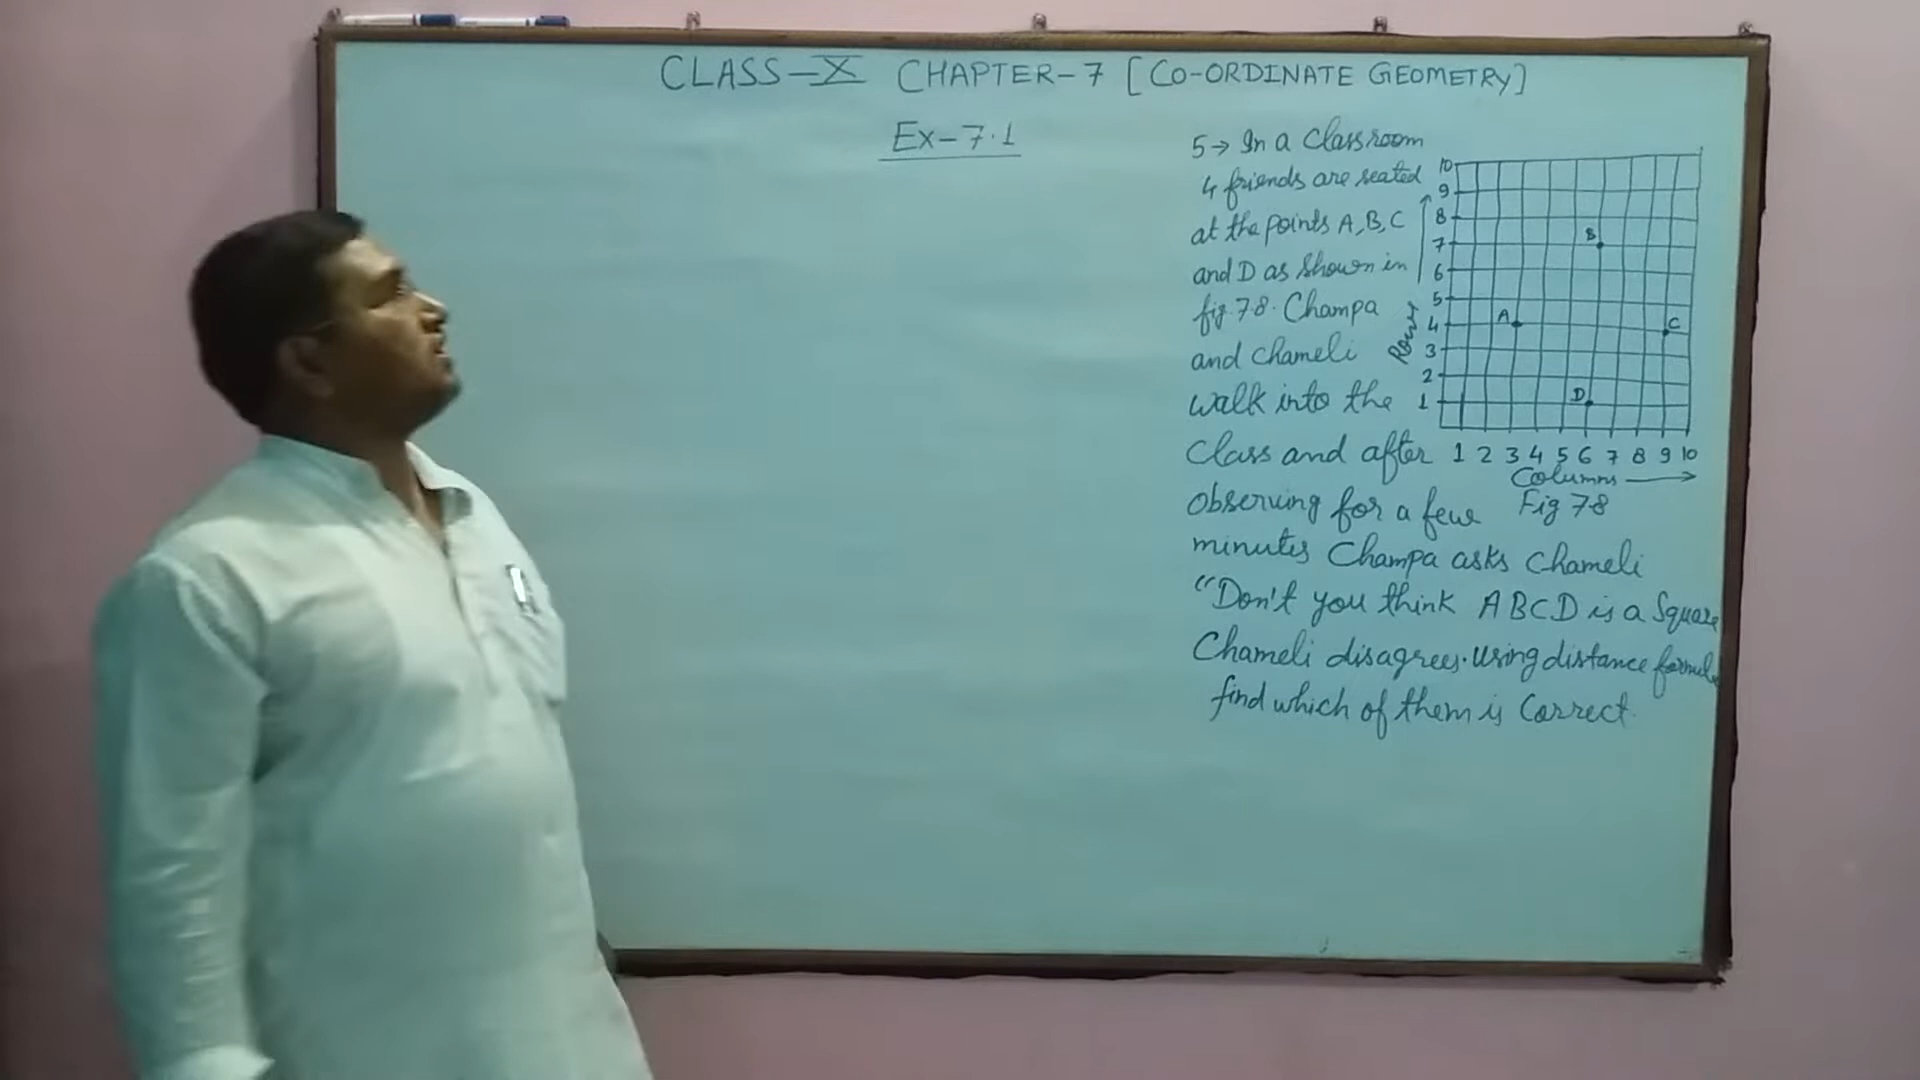 CLASS-X CHAPTER-7 [CO-ORDINATE GEOMETRY]
Ex-7.1
5→ In a Classroom
4 friends are seated
at the points A,B,C
and D as shown in
fig 7.8. Champa
and chameli
walk into the
Class and after
observing for a few
minutes Champa asks Chameli
"Don't you think ABCD is a Square
Chameli disagrees. using distance formula
find which of them is Correct.
10
9
8
7
6
5
4
3
2
1
Rows
B
A
C
D
1 2 3 4 5 6 7 8 9 10
Columns
Fig 7.8